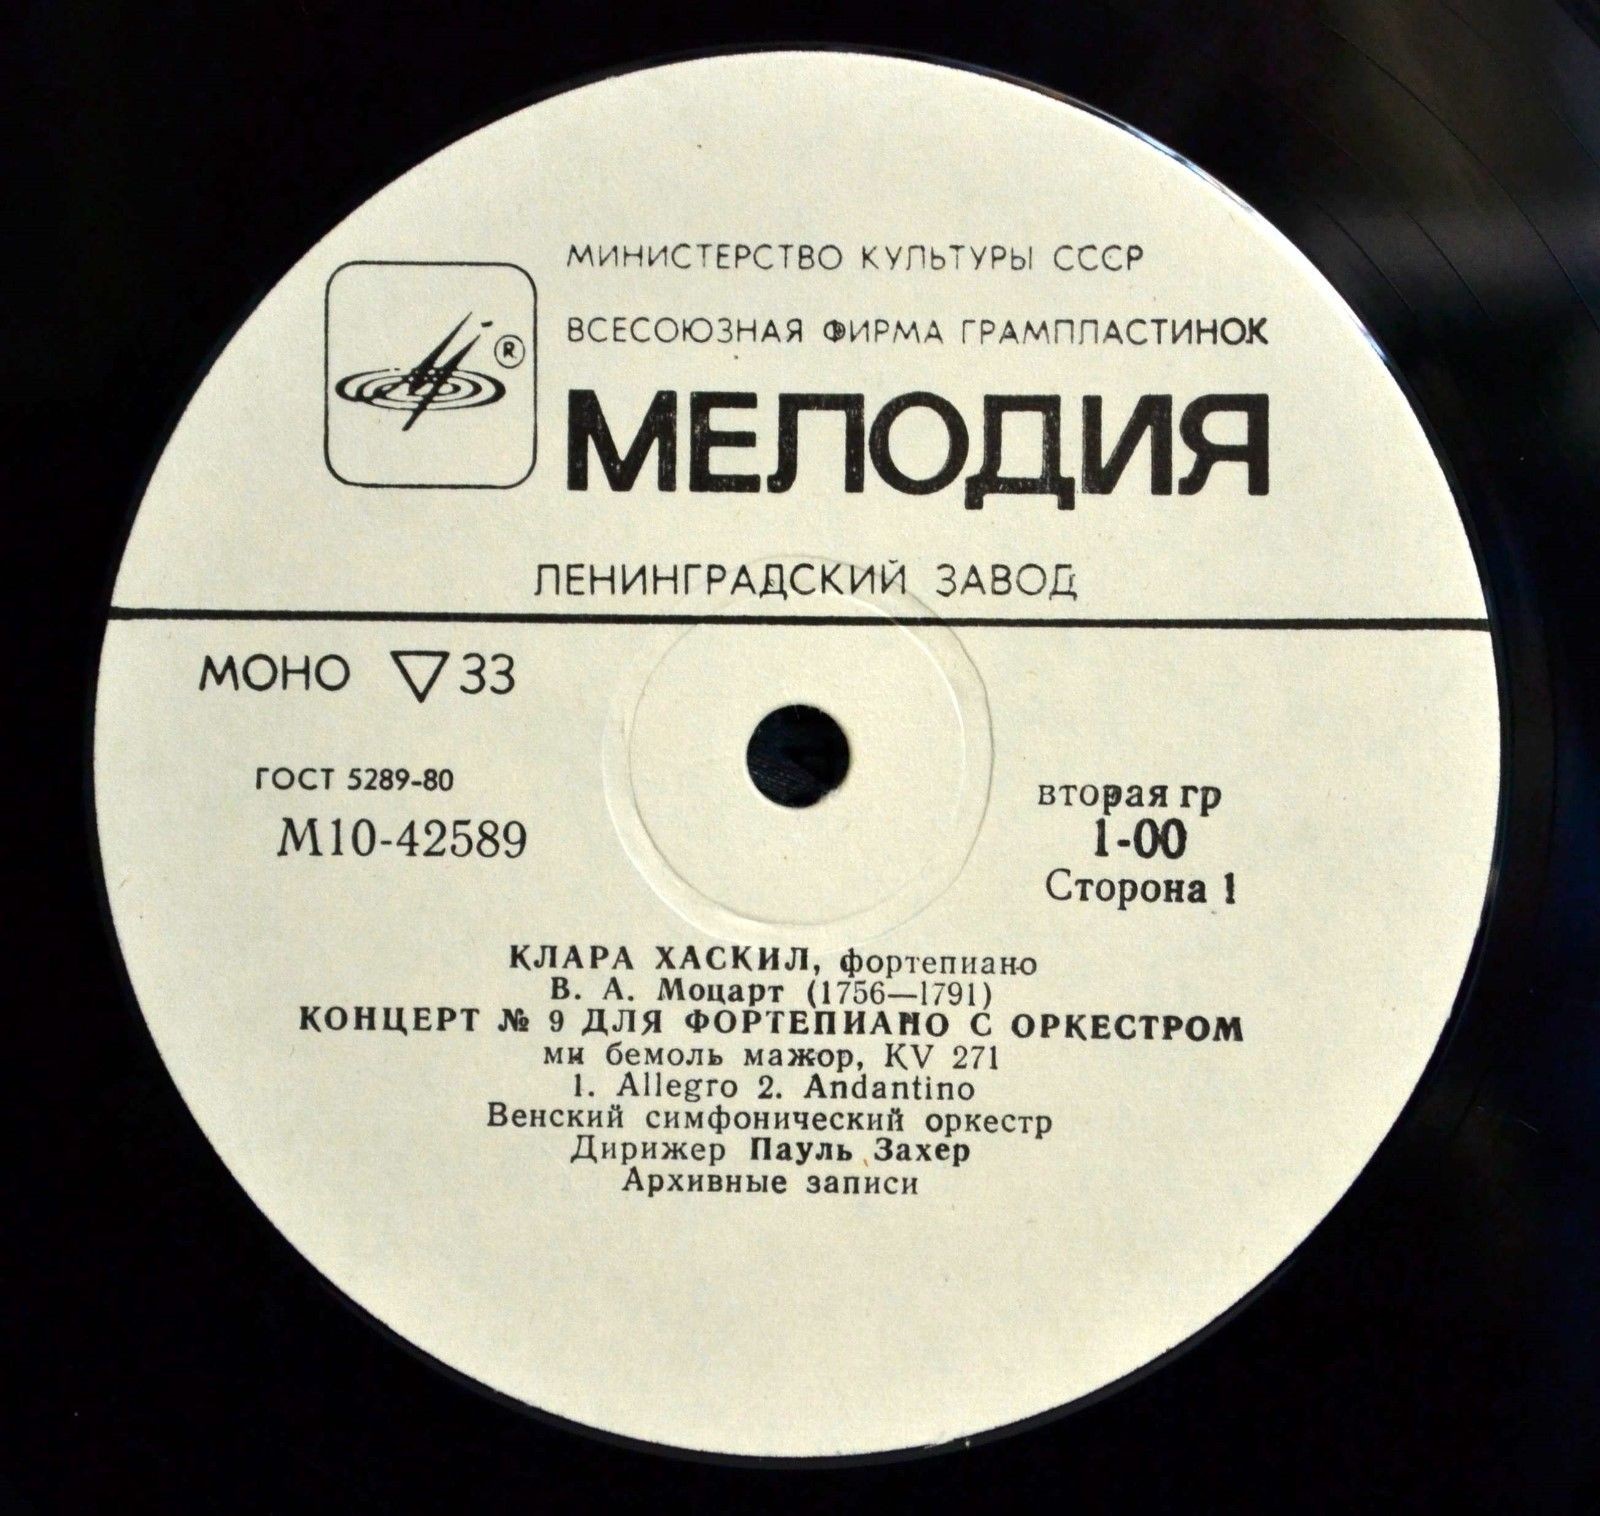 МИНИСТЕРСТВО КУЛЬТУРЫ СССР
ВСЕСОЮЗНАЯ ФИРМА ГРАМПЛАСТИНОК
®
МЕЛОДИЯ
ЛЕНИНГРАДСКИЙ ЗАВОД
МОНО ▽ 33
ГОСТ 5289-80
М10-42589
вторая гр
1-00
Сторона 1
КЛАРА ХАСКИЛ, фортепиано
В. А. Моцарт (1756—1791)
КОНЦЕРТ № 9 ДЛЯ ФОРТЕПИАНО С ОРКЕСТРОМ
ми бемоль мажор, KV 271
1. Allegro 2. Andantino
Венский симфонический оркестр
Дирижер Пауль Захер
Архивные записи